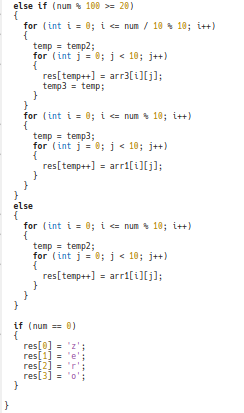 else if (num % 100 >= 20)
{
for (int i = 0; i <= num / 10 % 10; i++)
{
temp = temp2;
for (int j = 0; j < 10; j++)
{
res[temp++] = arr3[i][j];
temp3 = temp;
}
}
for (int i = 0; i <= num % 10; i++)
{
temp = temp3;
for (int j = 0; j < 10; j++)
{
res[temp++] = arr1[i][j];
}
}
}
else
{
for (int i = 0; i <= num % 10; i++)
{
temp = temp2;
for (int j = 0; j < 10; j++)
{
res[temp++] = arr1[i][j];
}
}
}
if (num == 0)
{
res[0] = 'z';
res[1] = 'e';
res[2] = 'r';
res[3] = 'o';
}
}